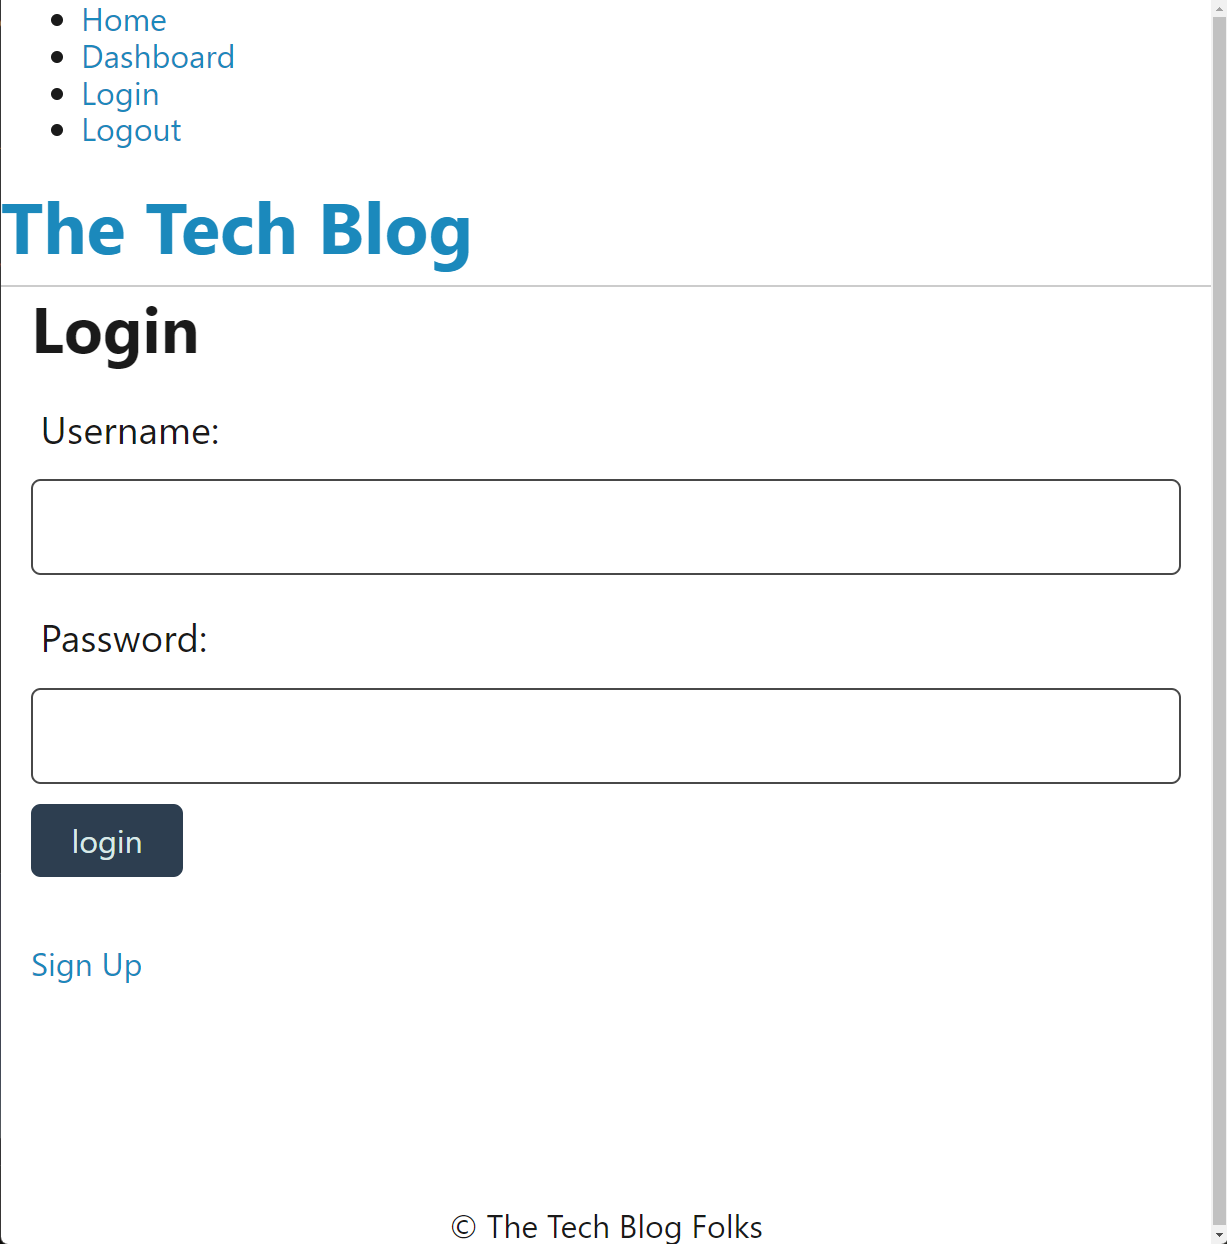 Home
Dashboard
Login
Logout
The Tech Blog
Login
Username:
Password:
login
Sign Up
© The Tech Blog Folks